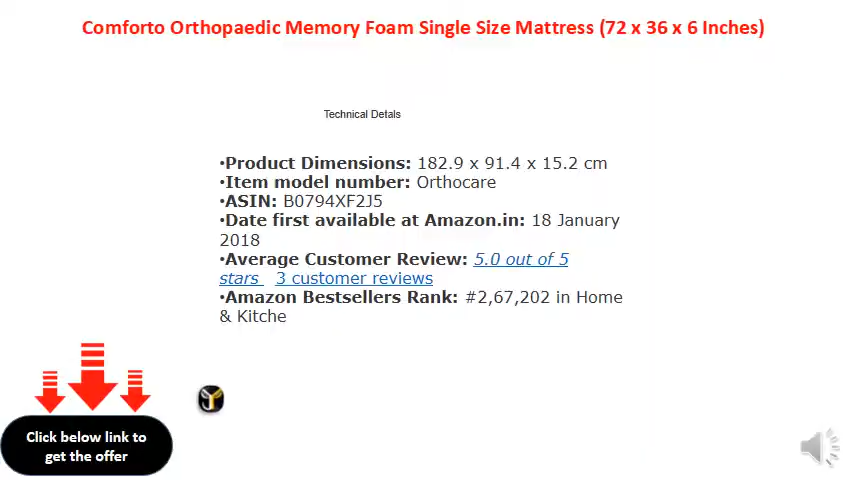 Comforto Orthopaedic Memory Foam Single Size Mattress (72 x 36 x 6 Inches)
Technical Detals
•Product Dimensions: 182.9 x 91.4 x 15.2 cm
•Item model number: Orthocare
•ASIN: B0794XF2J5
•Date first available at Amazon.in: 18 January
2018
•Average Customer Review: 5.0 out of 5
stars   3 customer reviews
•Amazon Bestsellers Rank: #2,67,202 in Home
& Kitche
Click below link to
get the offer